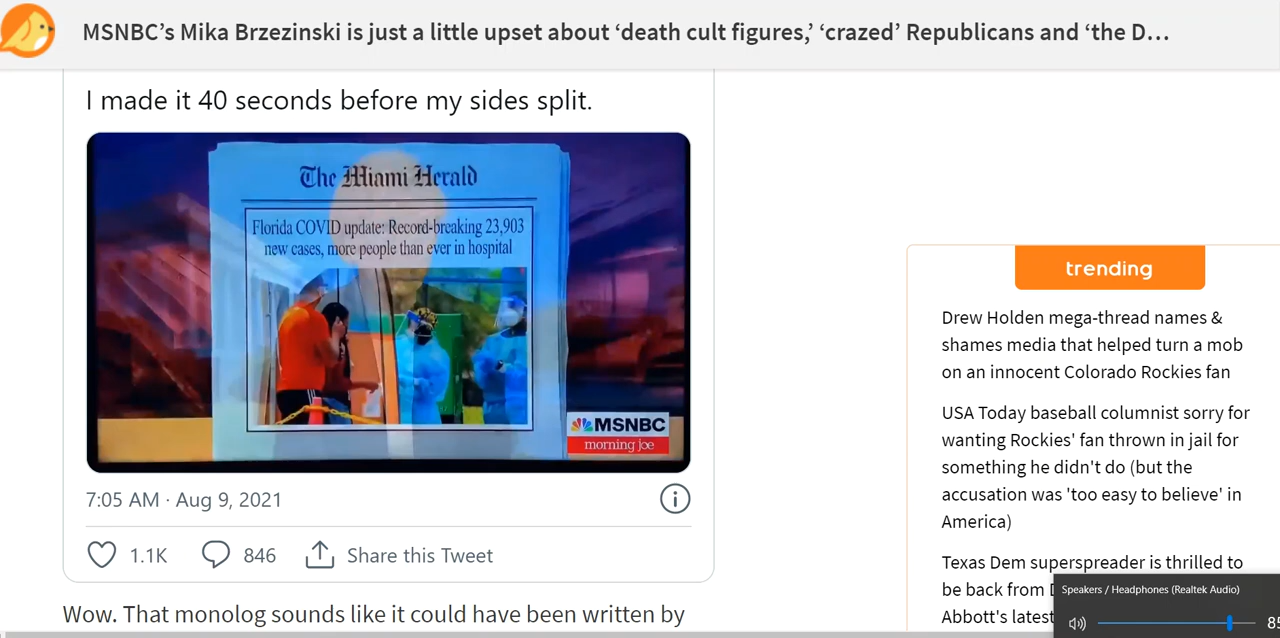 MSNBC’s Mika Brzezinski is just a little upset about ‘death cult figures,’ ‘crazed’ Republicans and ‘the D…
I made it 40 seconds before my sides split.
The Miami Herald
Florida COVID update: Record-breaking 23,903
new cases, more people than ever in hospital
MSNBC
morning joe
7:05 AM · Aug 9, 2021
1.1K
846
Share this Tweet
Wow. That monolog sounds like it could have been written by
trending
Drew Holden mega-thread names &
shames media that helped turn a mob
on an innocent Colorado Rockies fan
USA Today baseball columnist sorry for
wanting Rockies' fan thrown in jail for
something he didn't do (but the
accusation was 'too easy to believe' in
America)
Texas Dem superspreader is thrilled to
be back from
Abbott's latest
Speakers / Headphones (Realtek Audio)